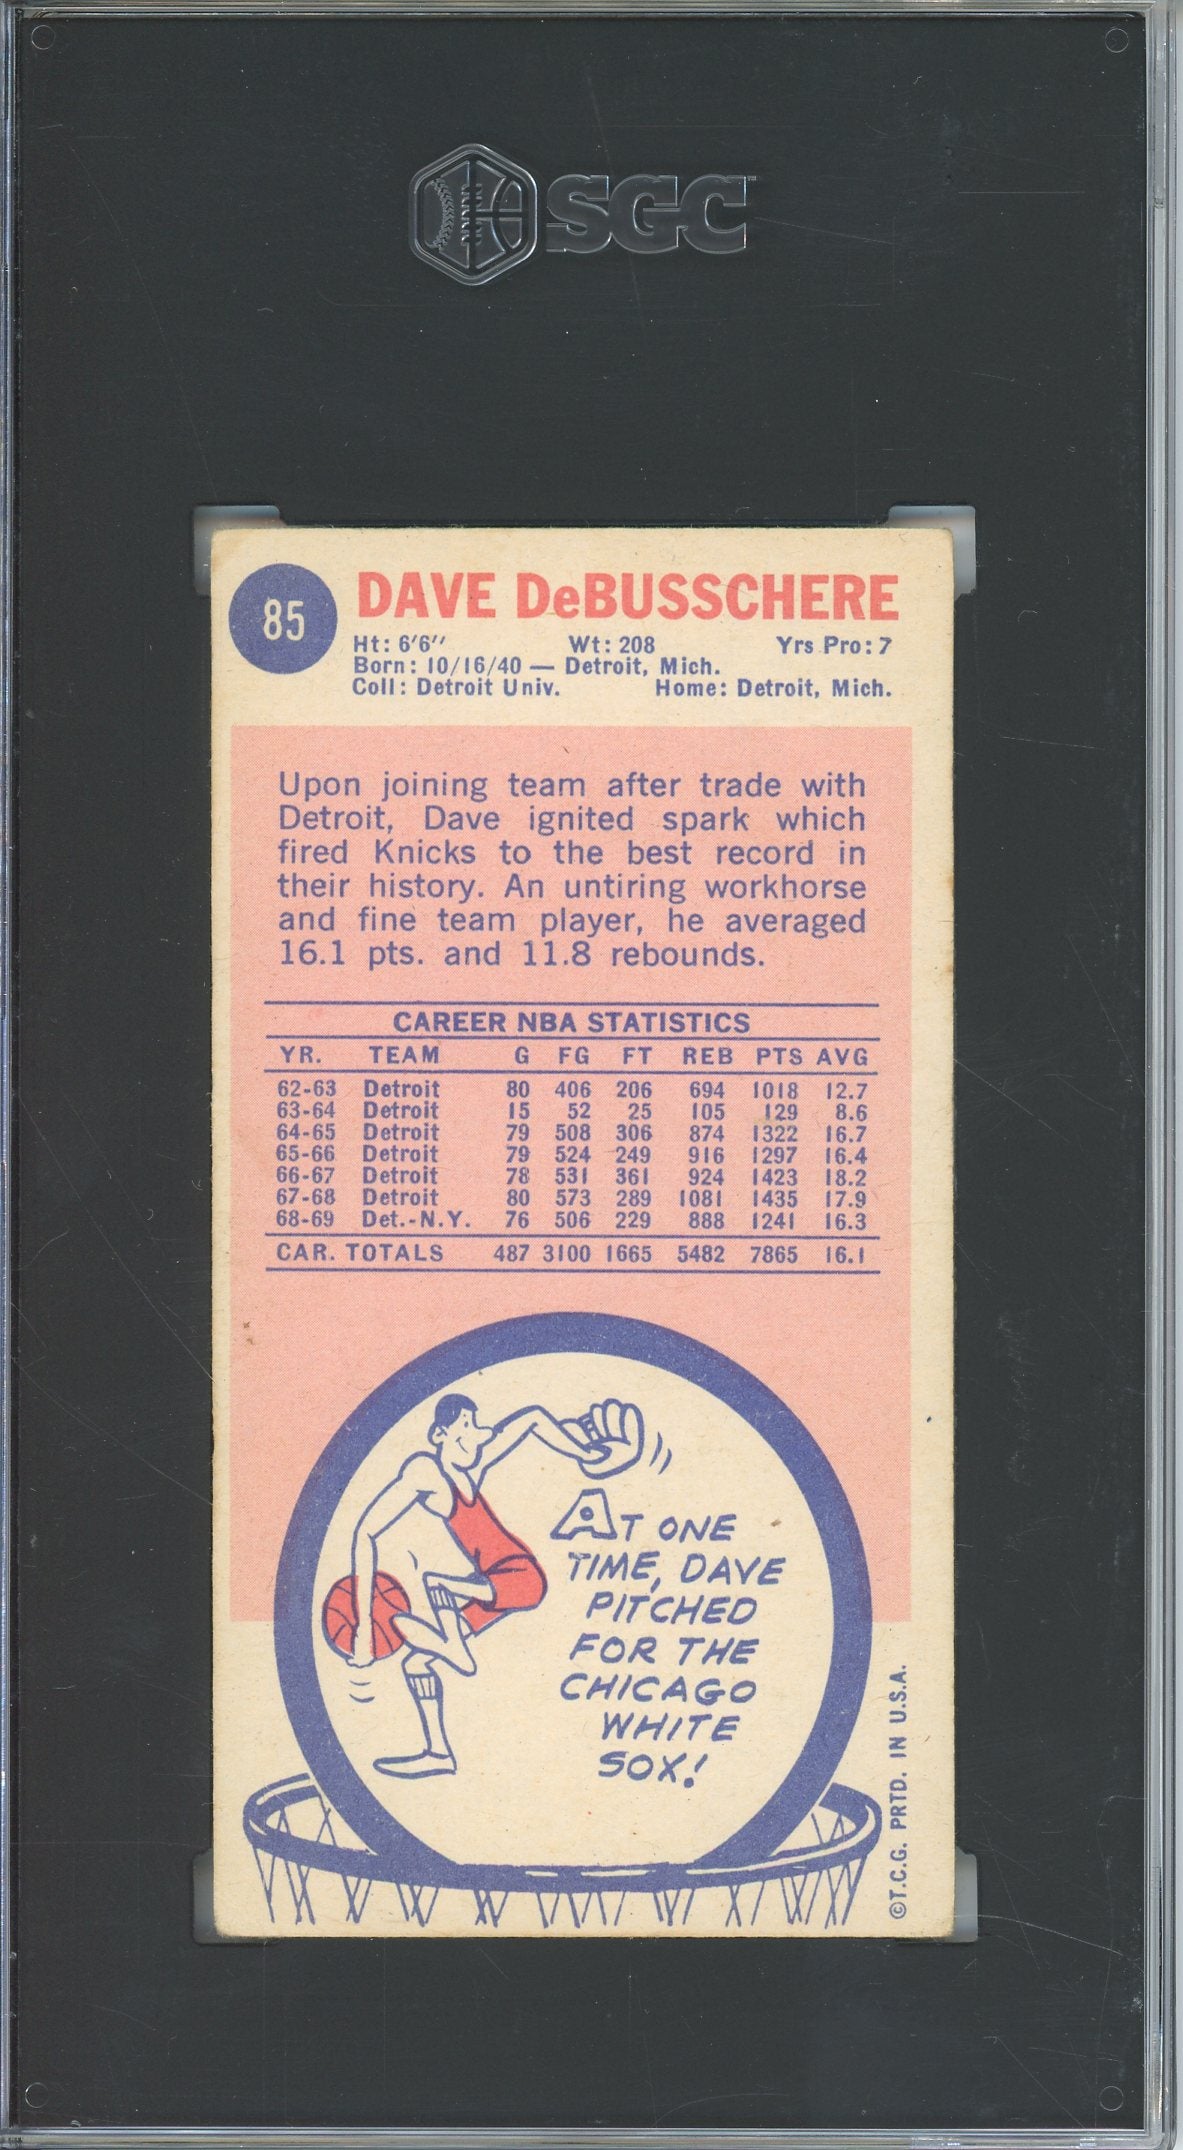 SGC
85
DAVE DeBUSSCHERE
Ht: 6'6'' Wt: 208 Yrs Pro: 7
Born: 10/16/40 — Detroit, Mich.
Coll: Detroit Univ. Home: Detroit, Mich.
Upon joining team after trade with
Detroit, Dave ignited spark which
fired Knicks to the best record in
their history. An untiring workhorse
and fine team player, he averaged
16.1 pts. and 11.8 rebounds.
CAREER NBA STATISTICS
YR. TEAM G FG FT REB PTS AVG
62-63 Detroit 80 406 206 694 1018 12.7
63-64 Detroit 15 52 25 105 129 8.6
64-65 Detroit 79 508 306 874 1322 16.7
65-66 Detroit 79 524 249 916 1297 16.4
66-67 Detroit 78 531 361 924 1423 18.2
67-68 Detroit 80 573 289 1081 1435 17.9
68-69 Det.-N.Y. 76 506 229 888 1241 16.3
CAR. TOTALS 487 3100 1665 5482 7865 16.1
AT ONE
TIME, DAVE
PITCHED
FOR THE
CHICAGO
WHITE
SOX!
©T.C.G. PRTD. IN U.S.A.